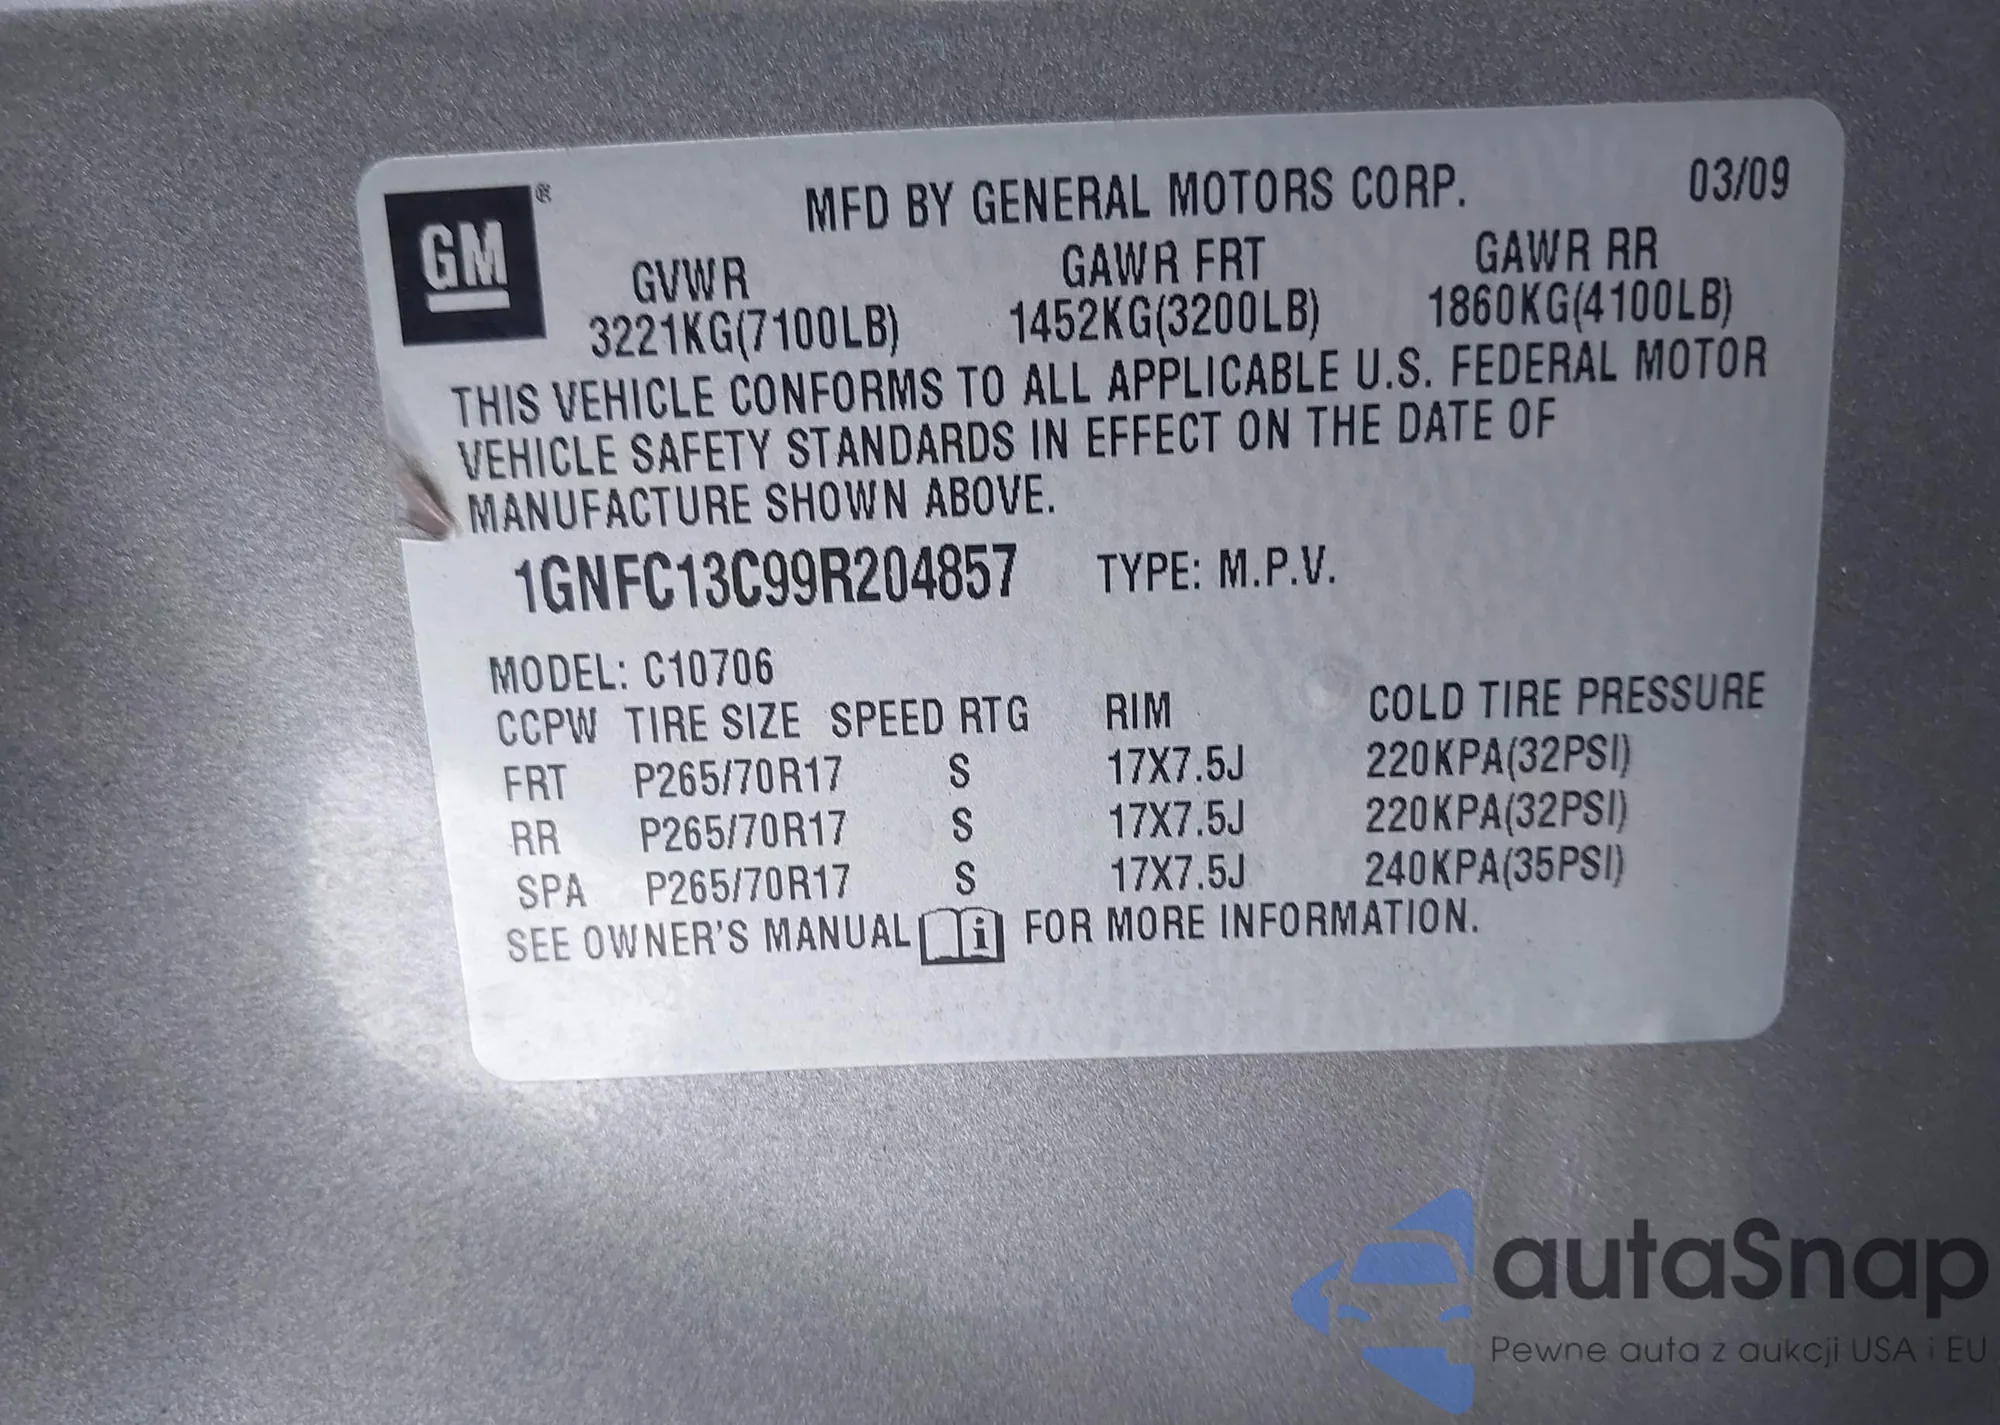 GM ®
MFD BY GENERAL MOTORS CORP. 03/09
GVWR GAWR FRT GAWR RR
3221KG(7100LB) 1452KG(3200LB) 1860KG(4100LB)
THIS VEHICLE CONFORMS TO ALL APPLICABLE U.S. FEDERAL MOTOR
VEHICLE SAFETY STANDARDS IN EFFECT ON THE DATE OF
MANUFACTURE SHOWN ABOVE.
1GNFC13C99R204857 TYPE: M.P.V.
MODEL: C10706
CCPW TIRE SIZE SPEED RTG RIM COLD TIRE PRESSURE
FRT P265/70R17 S 17X7.5J 220KPA(32PSI)
RR P265/70R17 S 17X7.5J 220KPA(32PSI)
SPA P265/70R17 S 17X7.5J 240KPA(35PSI)
SEE OWNER'S MANUAL i FOR MORE INFORMATION.
autaSnap
Pewne auta z aukcji USA i EU